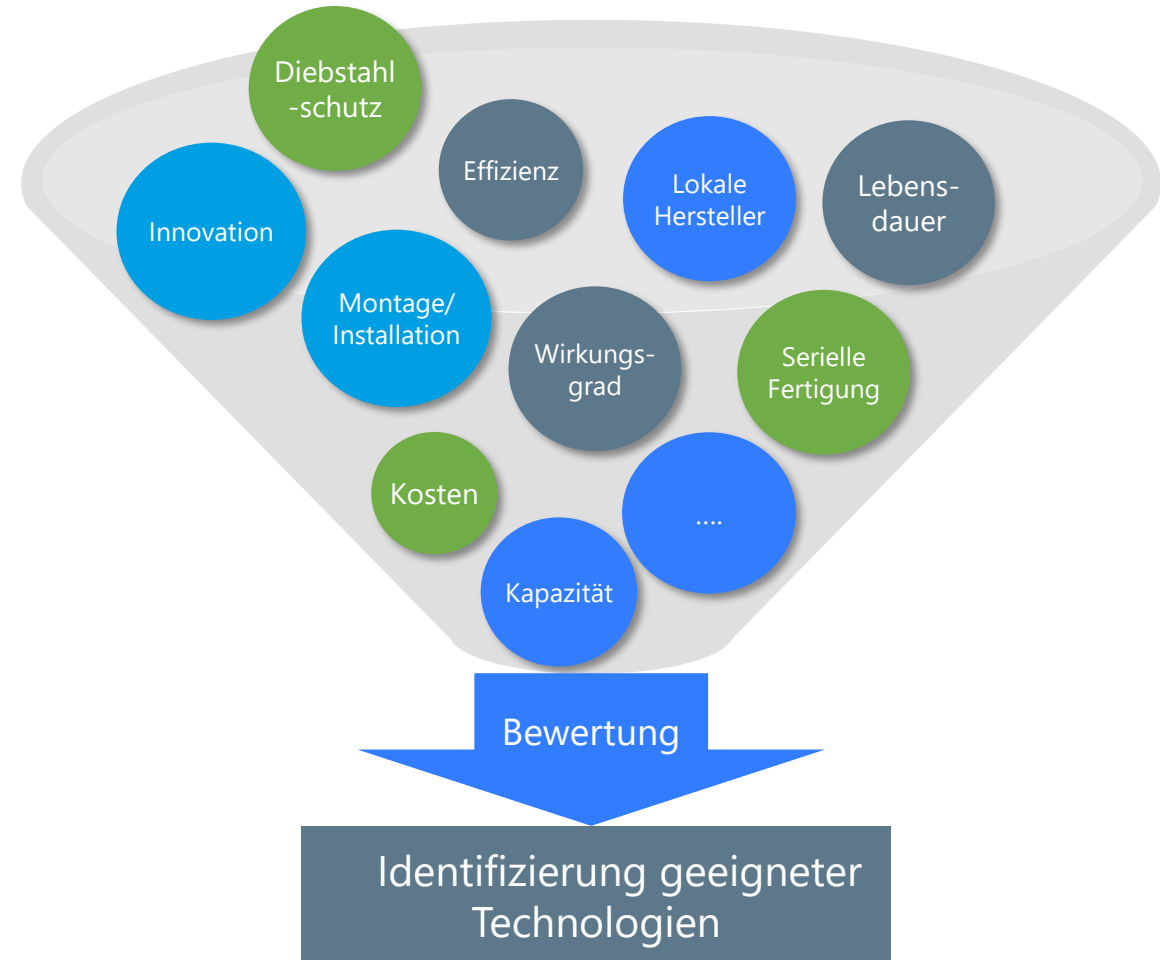 Diebstahl
-schutz
Effizienz
Lokale
Hersteller
Lebens-
dauer
Innovation
Montage/
Installation
Wirkungs-
grad
Serielle
Fertigung
Kosten
....
Kapazität
Bewertung
Identifizierung geeigneter
Technologien